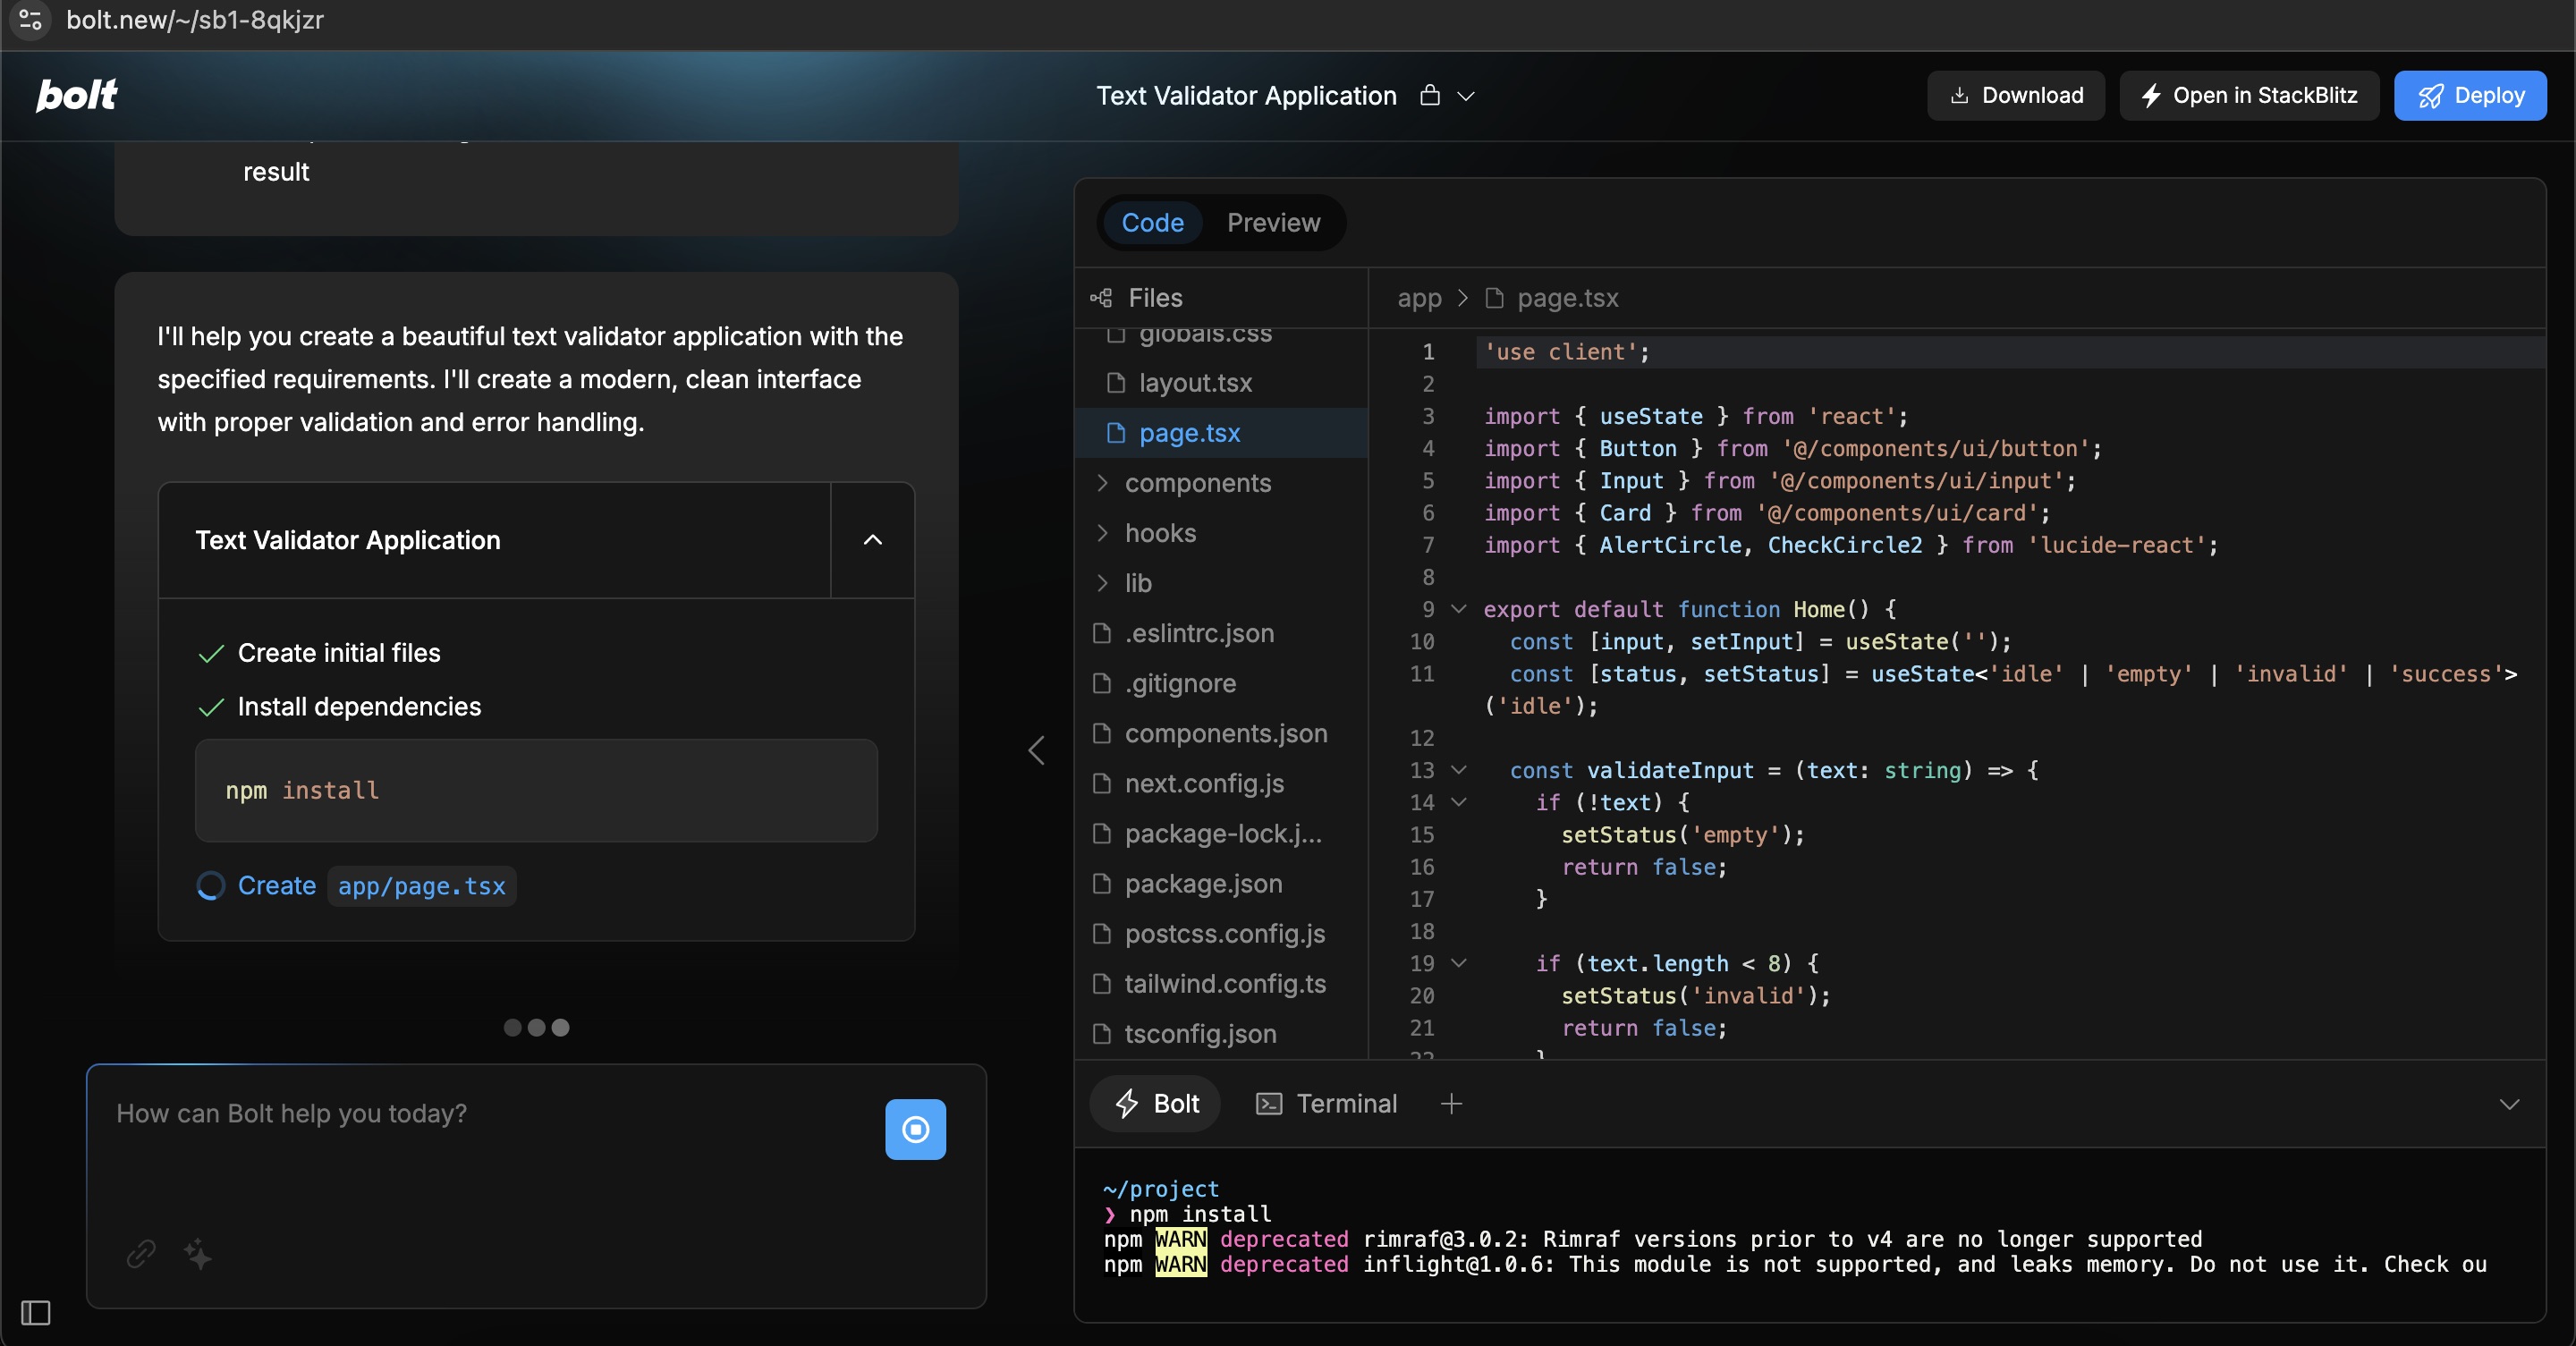 bolt.new/~/sb1-8qkjzr
bolt
Text Validator Application
Download
Open in StackBlitz
Deploy
result
I'll help you create a beautiful text validator application with the
specified requirements. I'll create a modern, clean interface
with proper validation and error handling.
Text Validator Application
Create initial files
Install dependencies
npm install
Create app/page.tsx
How can Bolt help you today?
Code
Preview
Files
globals.css
layout.tsx
page.tsx
components
hooks
lib
.eslintrc.json
.gitignore
components.json
next.config.js
package-lock.j...
package.json
postcss.config.js
tailwind.config.ts
tsconfig.json
app > page.tsx
1 'use client';
2
3 import { useState } from 'react';
4 import { Button } from '@/components/ui/button';
5 import { Input } from '@/components/ui/input';
6 import { Card } from '@/components/ui/card';
7 import { AlertCircle, CheckCircle2 } from 'lucide-react';
8
9 export default function Home() {
10 const [input, setInput] = useState('');
11 const [status, setStatus] = useState<'idle' | 'empty' | 'invalid' | 'success'>
('idle');
12
13 const validateInput = (text: string) => {
14 if (!text) {
15 setStatus('empty');
16 return false;
17 }
18
19 if (text.length < 8) {
20 setStatus('invalid');
21 return false;
22 }
Bolt
Terminal
~/project
❯ npm install
npm WARN deprecated rimraf@3.0.2: Rimraf versions prior to v4 are no longer supported
npm WARN deprecated inflight@1.0.6: This module is not supported, and leaks memory. Do not use it. Check ou